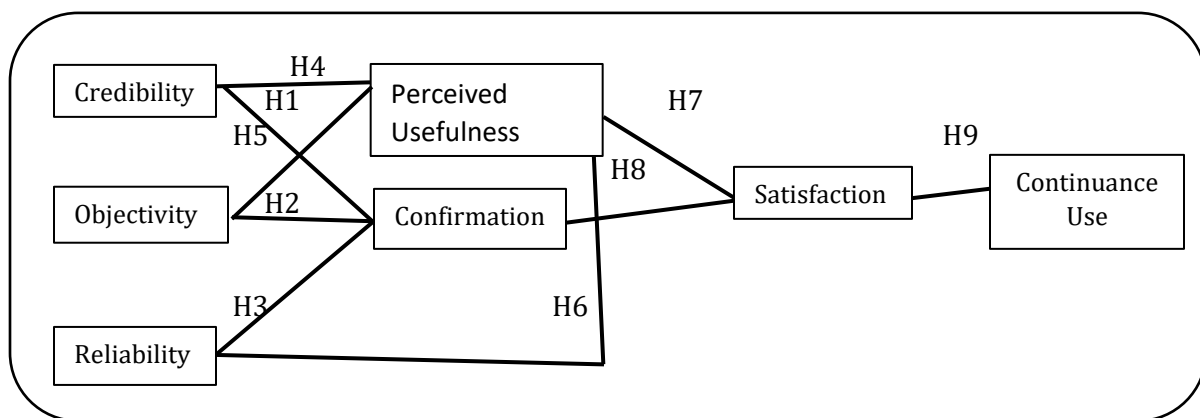 H4
Credibility
H1
Perceived
Usefulness
H7
H5
H8
H9
Objectivity
H2
Confirmation
Satisfaction
Continuance
Use
H3
H6
Reliability